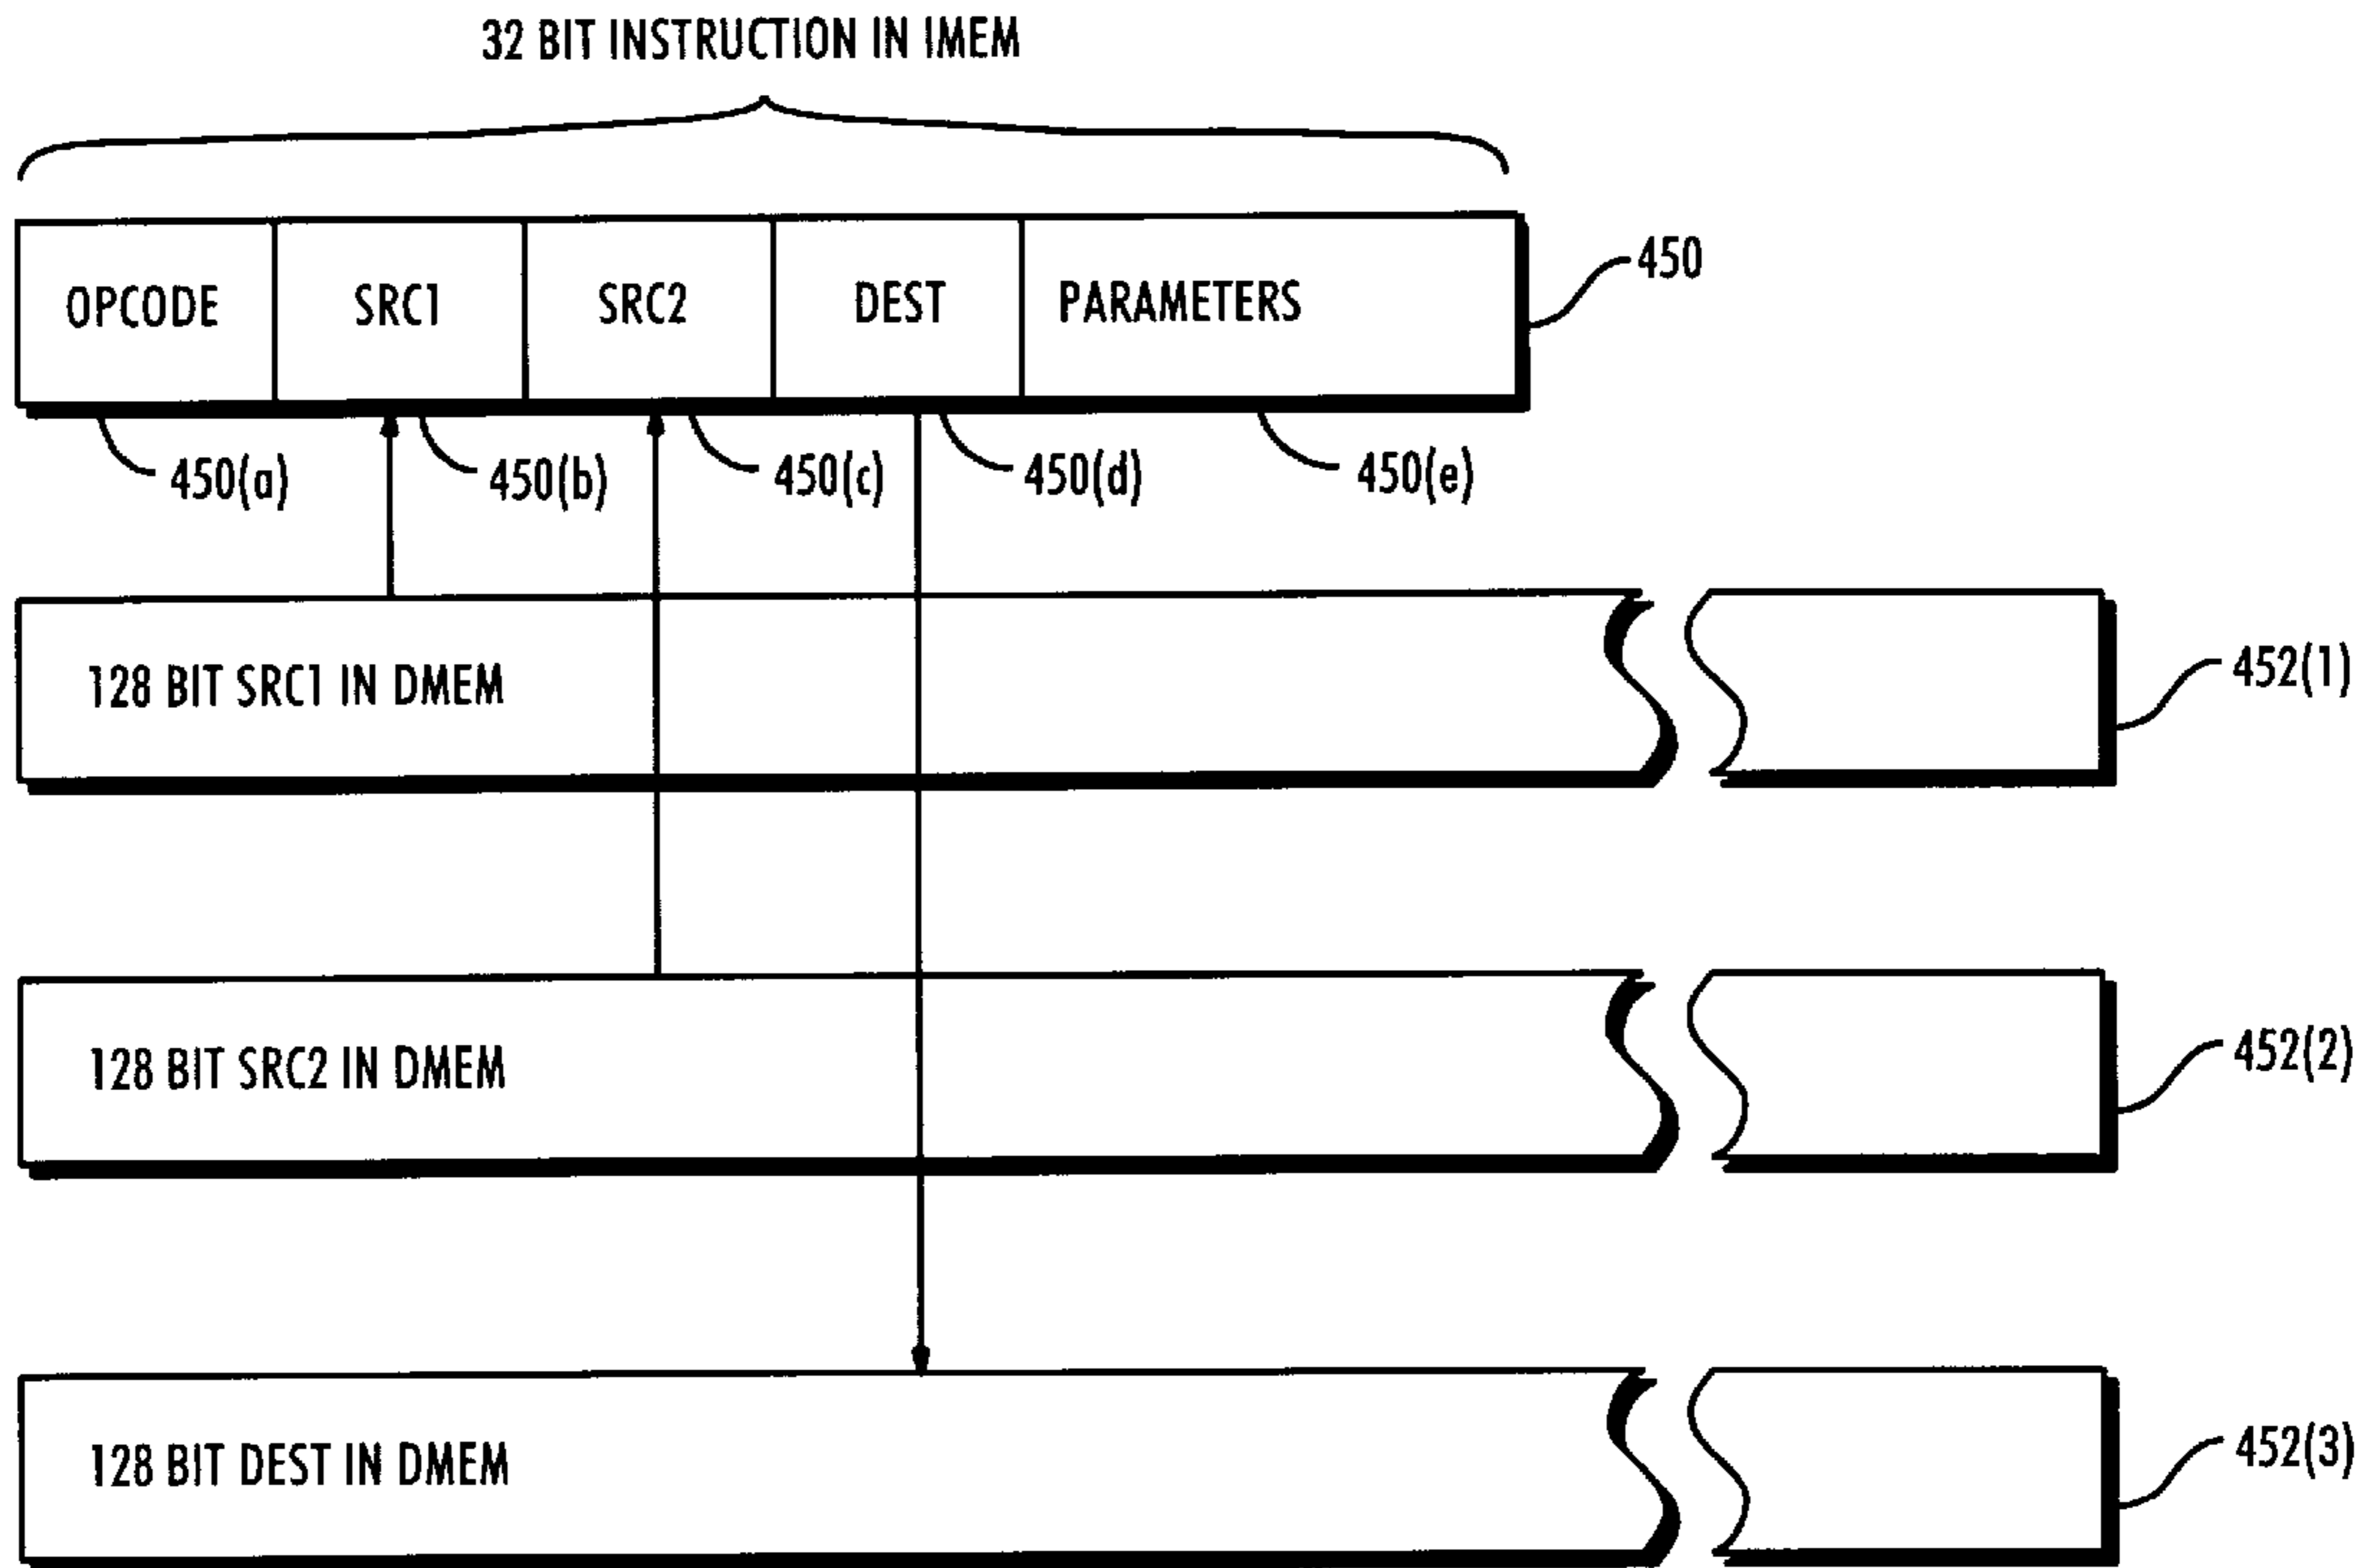 32 BIT INSTRUCTION IN IMEM
OPCODE SRC1 SRC2 DEST PARAMETERS 450
450(a) 450(b) 450(c) 450(d) 450(e)
128 BIT SRC1 IN DMEM 452(1)
128 BIT SRC2 IN DMEM 452(2)
128 BIT DEST IN DMEM 452(3)